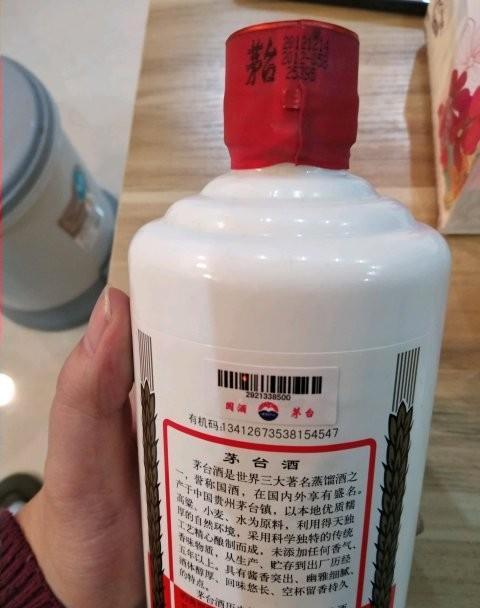 茅台
20121214
2012-056
25395
2921338500
国酒 茅台
有机码:13412673538154547
茅台酒
茅台酒是世界三大著名蒸馏酒之
一，誉称国酒，在国内外享有盛名。
产于中国贵州茅台镇，以本地优质糯
高粱、小麦、水为原料，利用得天独
厚的自然环境，采用科学独特的传统
工艺精心酿制而成，未添加任何香气、
香味物质，从生产、贮存到出厂历经
五年以上。具有酱香突出、幽雅细腻、
酒体醇厚、回味悠长、空杯留香持久
的特点。